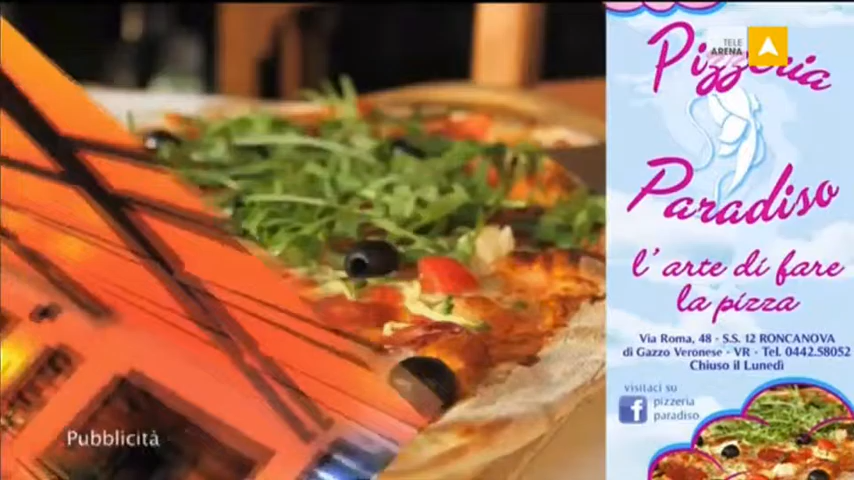 TELE
ARENA
Pizzeria
Paradiso
l'arte di fare
la pizza
Via Roma, 48 - S.S. 12 RONCANOVA
di Gazzo Veronese - VR - Tel. 0442.58052
Chiuso il Lunedì
visitaci su
f pizzeria
paradiso
Pubblicità